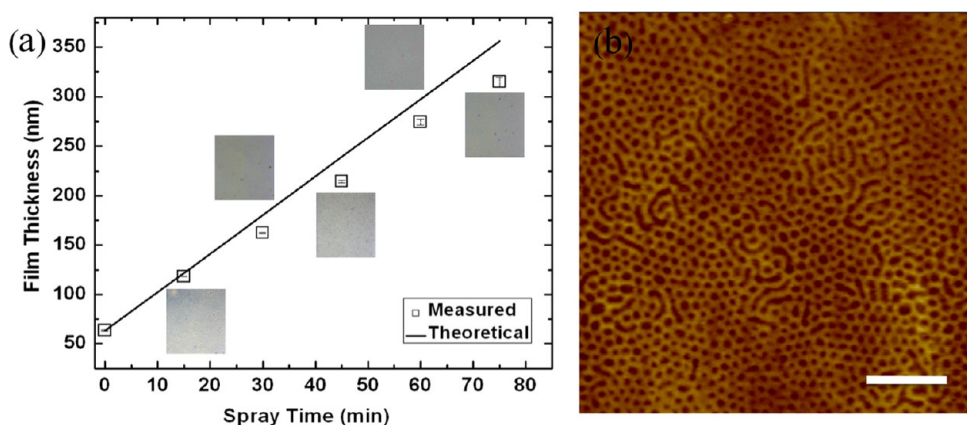 (a)
350
300
250
200
150
100
50
Film Thickness (nm)
Measured
Theoretical
0 10 20 30 40 50 60 70 80
Spray Time (min)
(b)